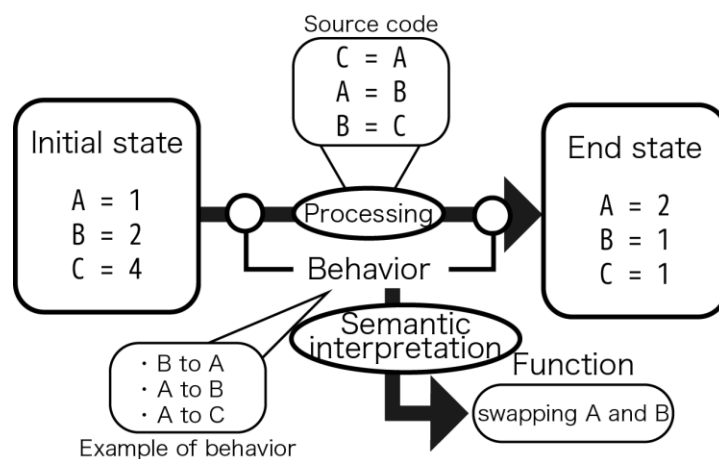 Source code
C = A
A = B
B = C
Initial state
A = 1
B = 2
C = 4
Processing
End state
A = 2
B = 1
C = 1
Behavior
Semantic
interpretation
· B to A
· A to B
· A to C
Example of behavior
Function
swapping A and B